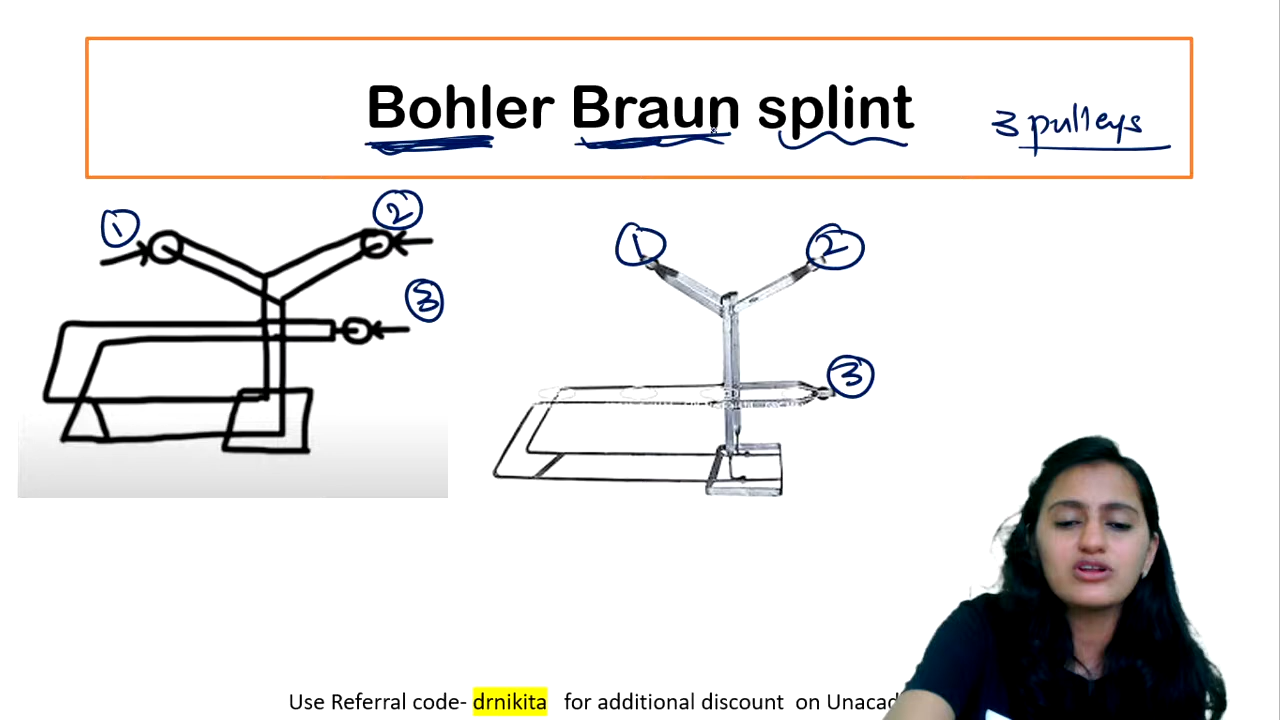 Bohler Braun splint
3 pulleys
1
2
3
1
2
3
Use Referral code- drnikita for additional discount on